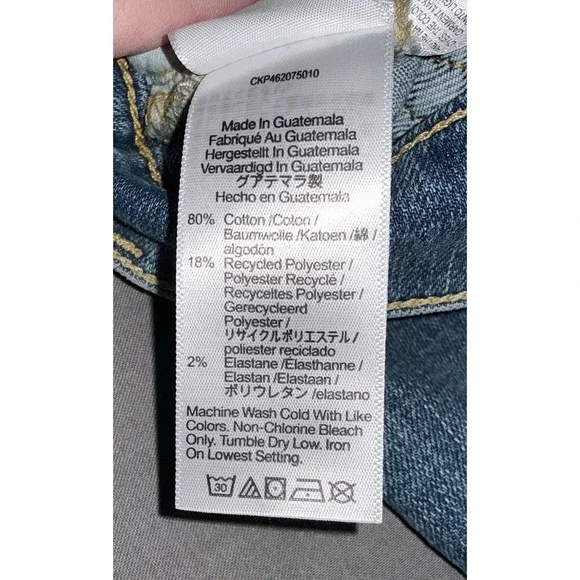 CKP462075010
Made In Guatemala
Fabriqué Au Guatemala
Hergestellt In Guatemala
Vervaardigd In Guatemala
グアテマラ製
Hecho en Guatemala
80% Cotton /Coton /
Baumwolle /Katoen /綿 /
algodón
18% Recycled Polyester /
Polyester Recyclé /
Recyceltes Polyester /
Gerecycleerd
Polyester /
リサイクルポリエステル /
poliester reciclado
2% Elastane /Élasthanne /
Elastan /Elastaan /
ポリウレタン /elastano
Machine Wash Cold With Like
Colors. Non-Chlorine Bleach
Only. Tumble Dry Low. Iron
On Lowest Setting.
30